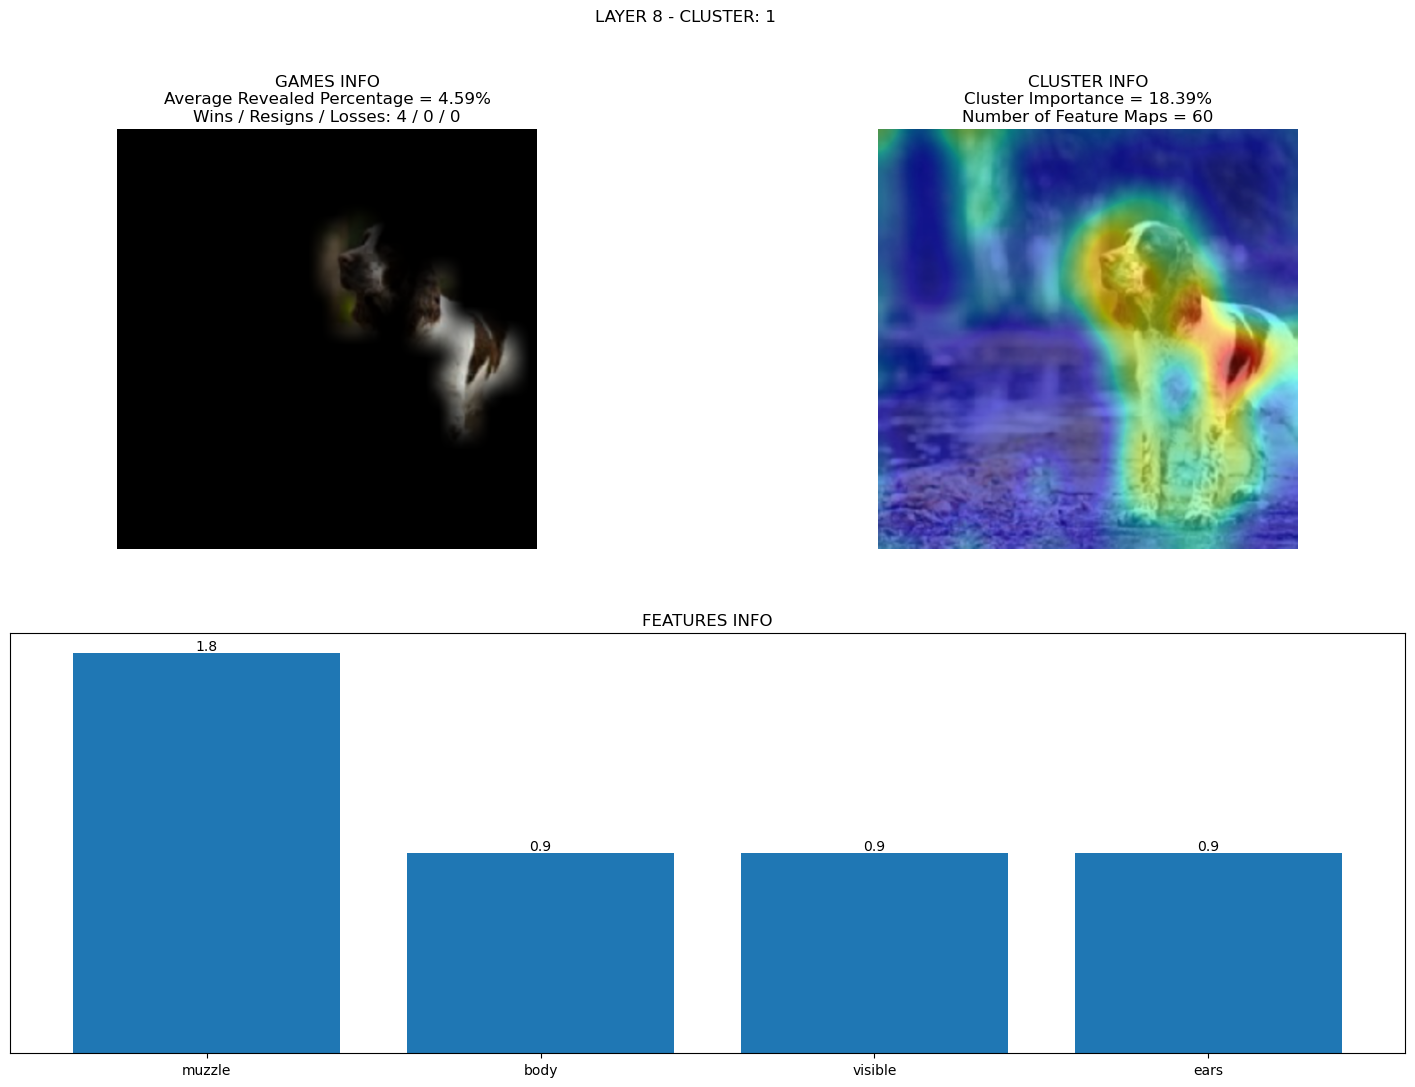 LAYER 8 - CLUSTER: 1
GAMES INFO
Average Revealed Percentage = 4.59%
Wins / Resigns / Losses: 4 / 0 / 0
CLUSTER INFO
Cluster Importance = 18.39%
Number of Feature Maps = 60
FEATURES INFO
1.8
0.9
0.9
0.9
muzzle
body
visible
ears